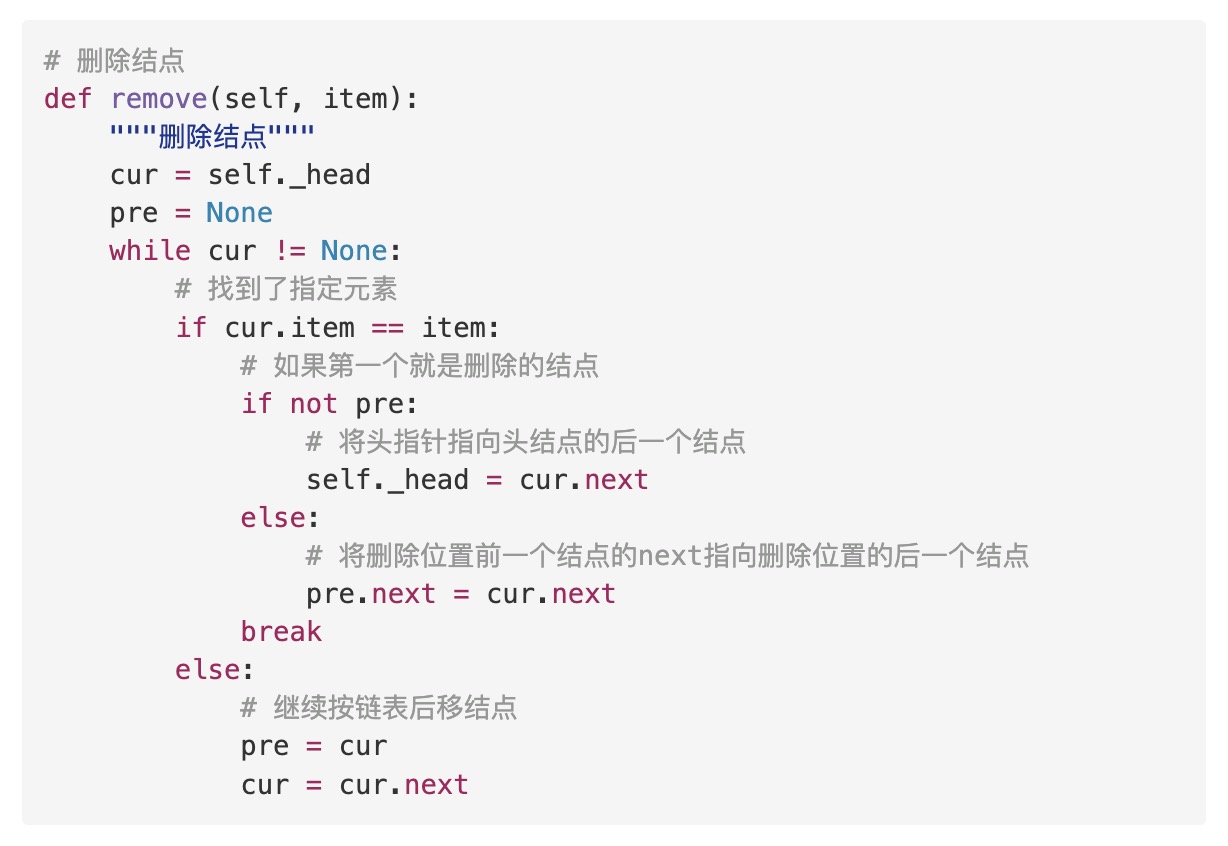 # 删除结点
def remove(self, item):
    """删除结点"""
    cur = self._head
    pre = None
    while cur != None:
        # 找到了指定元素
        if cur.item == item:
            # 如果第一个就是删除的结点
            if not pre:
                # 将头指针指向头结点的后一个结点
                self._head = cur.next
            else:
                # 将删除位置前一个结点的next指向删除位置的后一个结点
                pre.next = cur.next
            break
        else:
            # 继续按链表后移结点
            pre = cur
            cur = cur.next